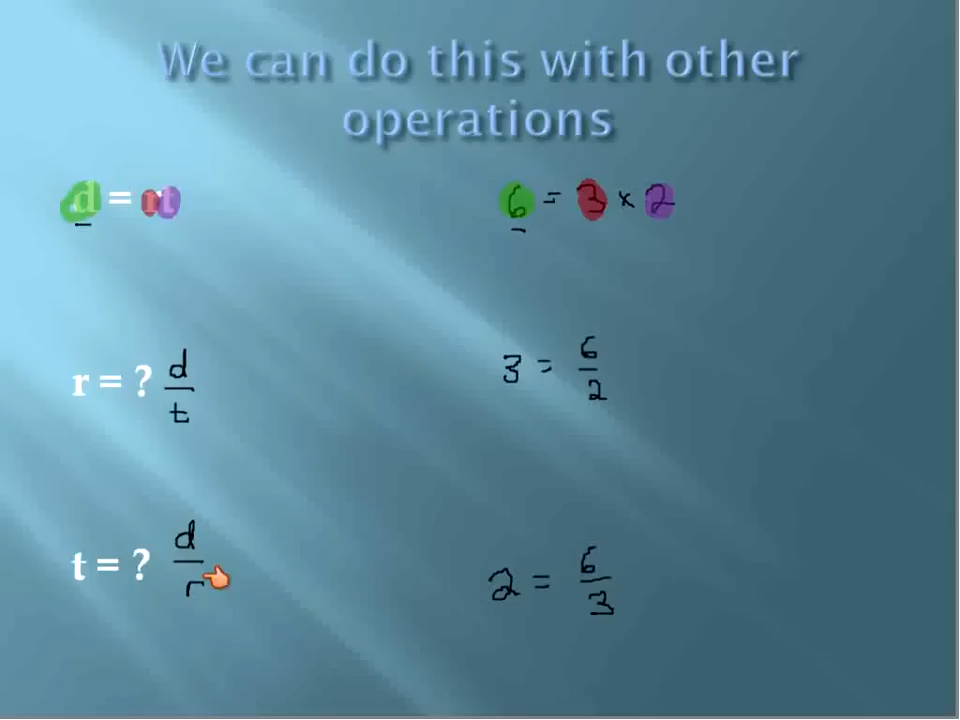 We can do this with other
operations
d = rt
6 = 3 x 2
r = ? d/t
3 = 6/2
t = ? d/r
2 = 6/3